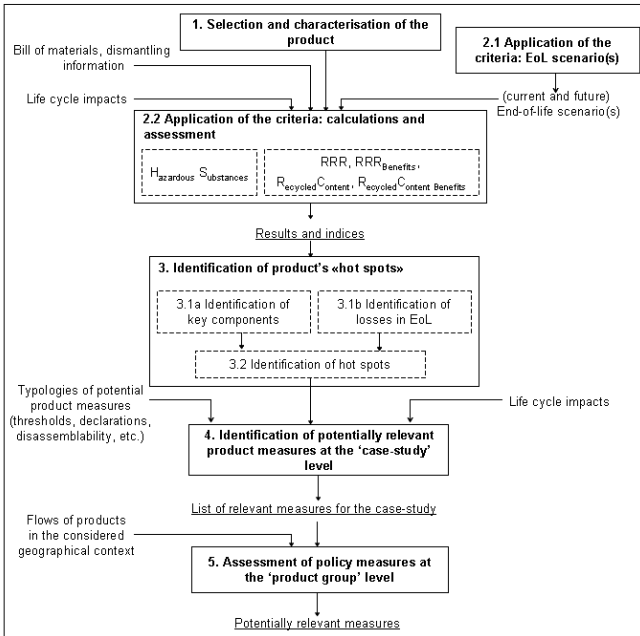 1. Selection and characterisation of the
product
2.1 Application of the
criteria: EoL scenario(s)
Bill of materials, dismantling
information
Life cycle impacts
(current and future)
End-of-life scenario(s)
2.2 Application of the criteria: calculations and
assessment
Hazardous Substances
RRR, RRRBenefits,
RecycledContent, RecycledContent Benefits
Results and indices
3. Identification of product's «hot spots»
3.1a Identification of
key components
3.1b Identification of
losses in EoL
3.2 Identification of hot spots
Typologies of potential
product measures
(thresholds, declarations,
disassemblability, etc.)
Life cycle impacts
4. Identification of potentially relevant
product measures at the ‘case-study’
level
List of relevant measures for the case-study
Flows of products
in the considered
geographical context
5. Assessment of policy measures at
the ‘product group’ level
Potentially relevant measures